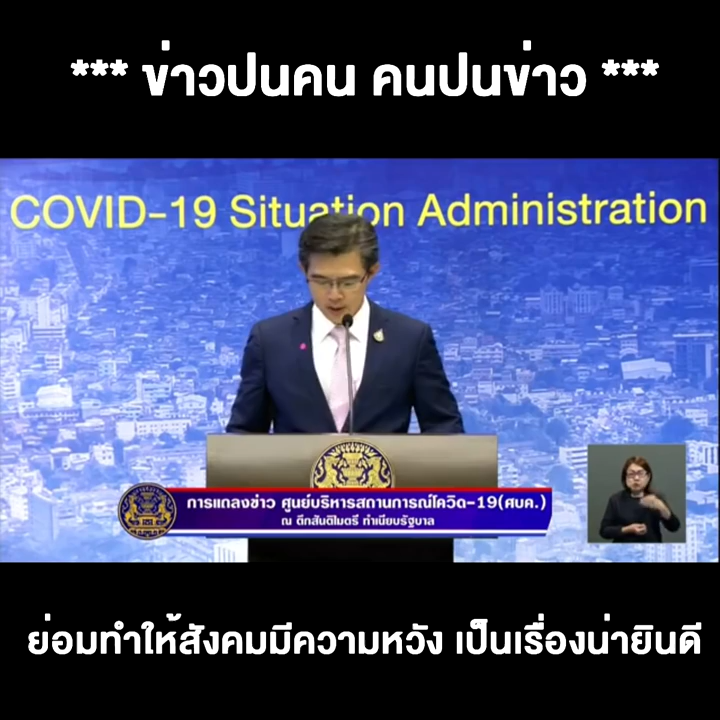 *** ข่าวปนคน คนปนข่าว ***
COVID-19 Situation Administration
การแถลงข่าว ศูนย์บริหารสถานการณ์โควิด-19(ศบค.)
ณ ตึกสันติไมตรี ทำเนียบรัฐบาล
ย่อมทำให้สังคมมีความหวัง เป็นเรื่องน่ายินดี